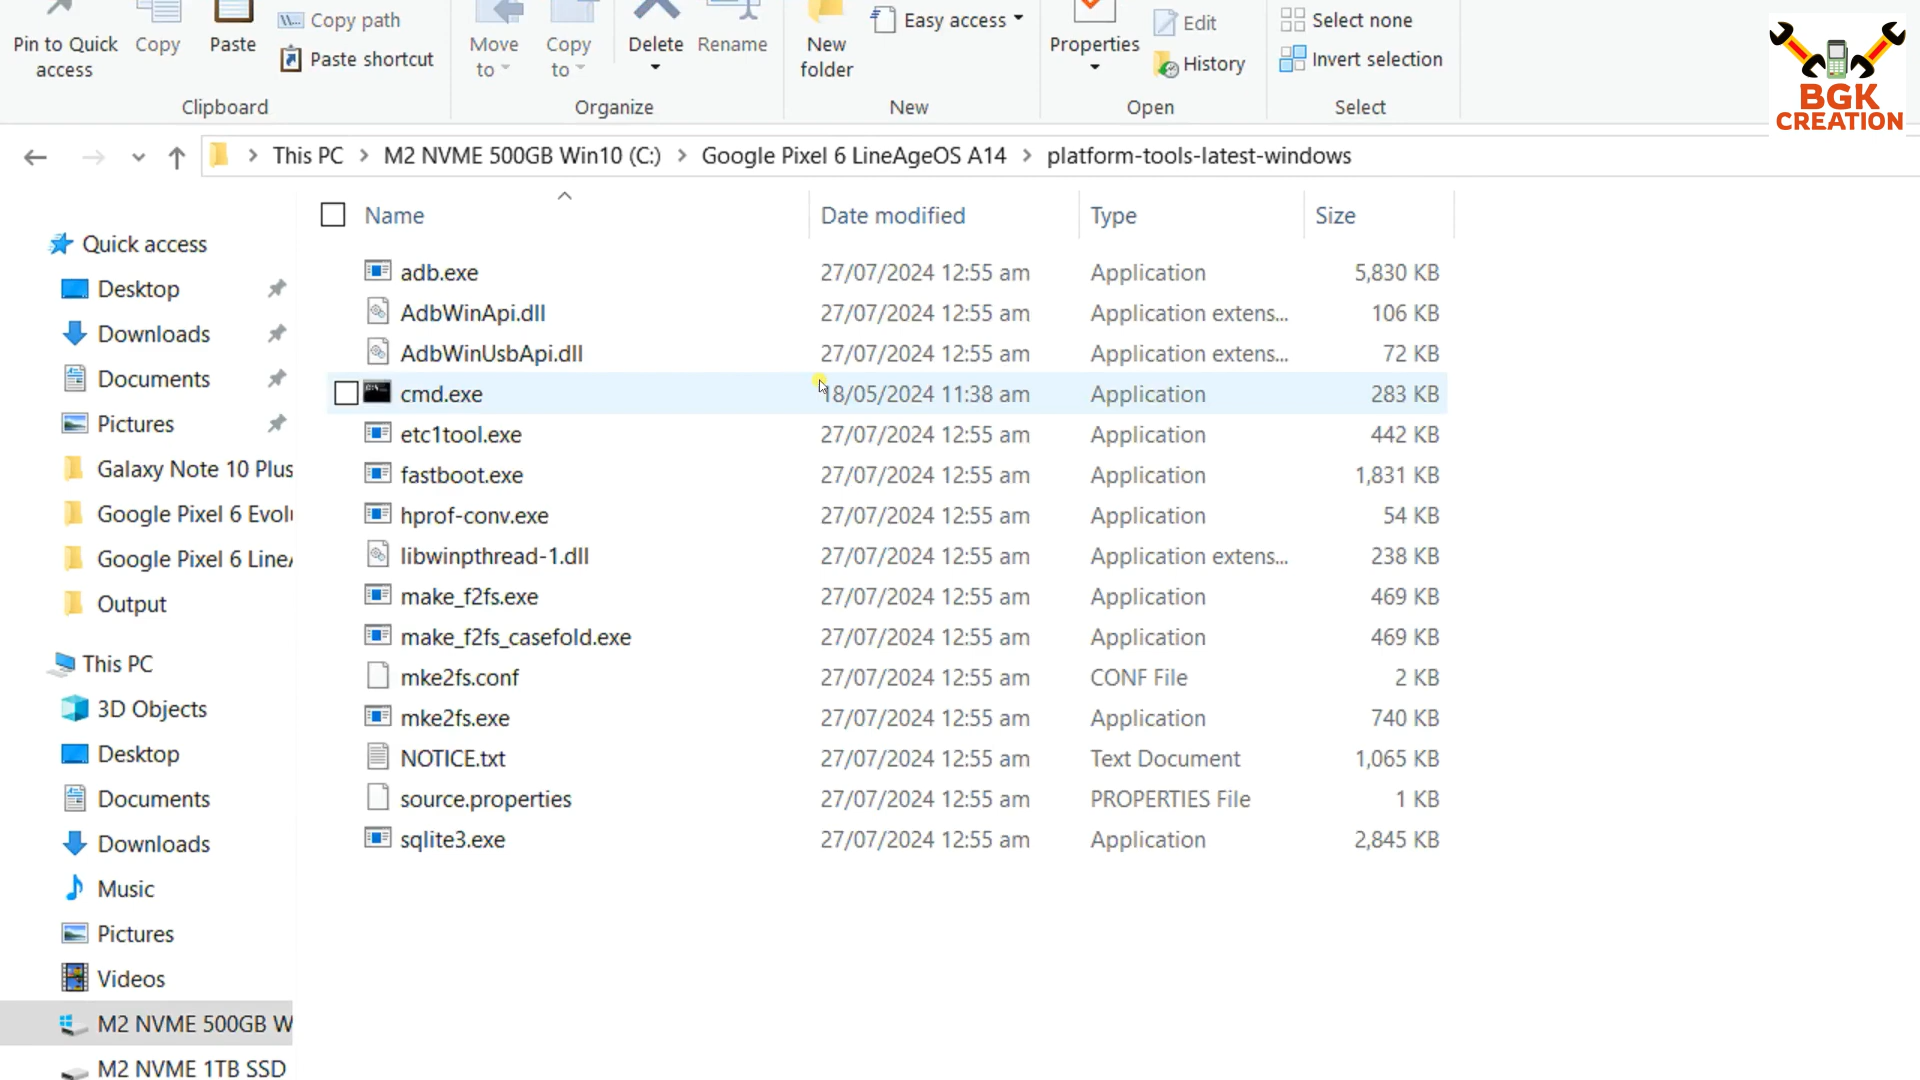 Pin to Quick access
Copy
Paste
Copy path
Paste shortcut
Clipboard
Move to
Copy to
Delete
Rename
Organize
New folder
Easy access
New
Properties
Edit
History
Open
Select none
Invert selection
Select
BGK
CREATION
This PC > M2 NVME 500GB Win10 (C:) > Google Pixel 6 LineAgeOS A14 > platform-tools-latest-windows
Name Date modified Type Size
Quick access
Desktop
Downloads
Documents
Pictures
Galaxy Note 10 Plus
Google Pixel 6 Evol
Google Pixel 6 Line
Output
This PC
3D Objects
Desktop
Documents
Downloads
Music
Pictures
Videos
M2 NVME 500GB W
M2 NVME 1TB SSD
adb.exe 27/07/2024 12:55 am Application 5,830 KB
AdbWinApi.dll 27/07/2024 12:55 am Application extens... 106 KB
AdbWinUsbApi.dll 27/07/2024 12:55 am Application extens... 72 KB
cmd.exe 18/05/2024 11:38 am Application 283 KB
etc1tool.exe 27/07/2024 12:55 am Application 442 KB
fastboot.exe 27/07/2024 12:55 am Application 1,831 KB
hprof-conv.exe 27/07/2024 12:55 am Application 54 KB
libwinpthread-1.dll 27/07/2024 12:55 am Application extens... 238 KB
make_f2fs.exe 27/07/2024 12:55 am Application 469 KB
make_f2fs_casefold.exe 27/07/2024 12:55 am Application 469 KB
mke2fs.conf 27/07/2024 12:55 am CONF File 2 KB
mke2fs.exe 27/07/2024 12:55 am Application 740 KB
NOTICE.txt 27/07/2024 12:55 am Text Document 1,065 KB
source.properties 27/07/2024 12:55 am PROPERTIES File 1 KB
sqlite3.exe 27/07/2024 12:55 am Application 2,845 KB